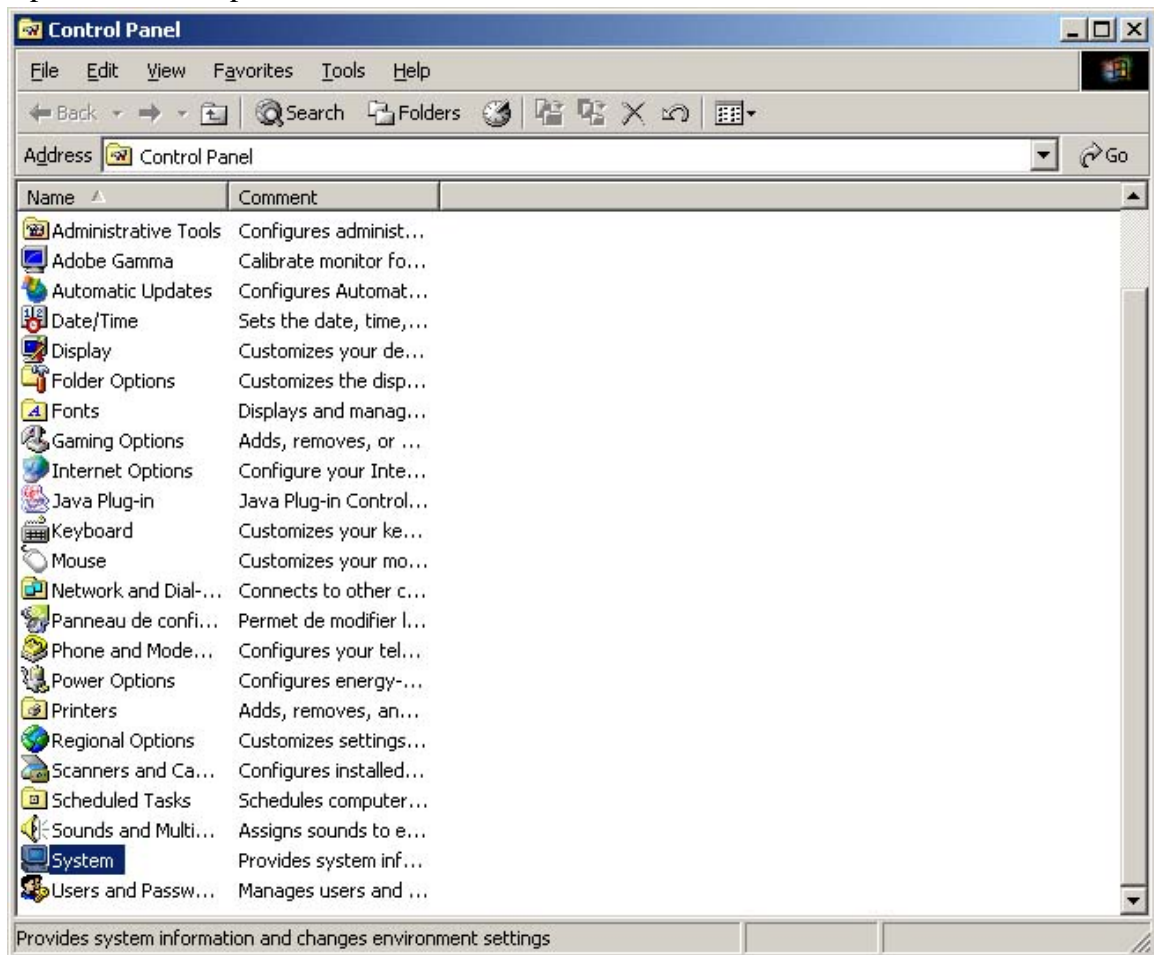 Control Panel
File Edit View Favorites Tools Help
Back Search Folders
Address Control Panel Go
Name Comment
Administrative Tools Configures administ...
Adobe Gamma Calibrate monitor fo...
Automatic Updates Configures Automat...
Date/Time Sets the date, time,...
Display Customizes your de...
Folder Options Customizes the disp...
Fonts Displays and manag...
Gaming Options Adds, removes, or ...
Internet Options Configure your Inte...
Java Plug-in Java Plug-in Control...
Keyboard Customizes your ke...
Mouse Customizes your mo...
Network and Dial-... Connects to other c...
Panneau de confi... Permet de modifier l...
Phone and Mode... Configures your tel...
Power Options Configures energy-...
Printers Adds, removes, an...
Regional Options Customizes settings...
Scanners and Ca... Configures installed...
Scheduled Tasks Schedules computer...
Sounds and Multi... Assigns sounds to e...
System Provides system inf...
Users and Passw... Manages users and ...
Provides system information and changes environment settings